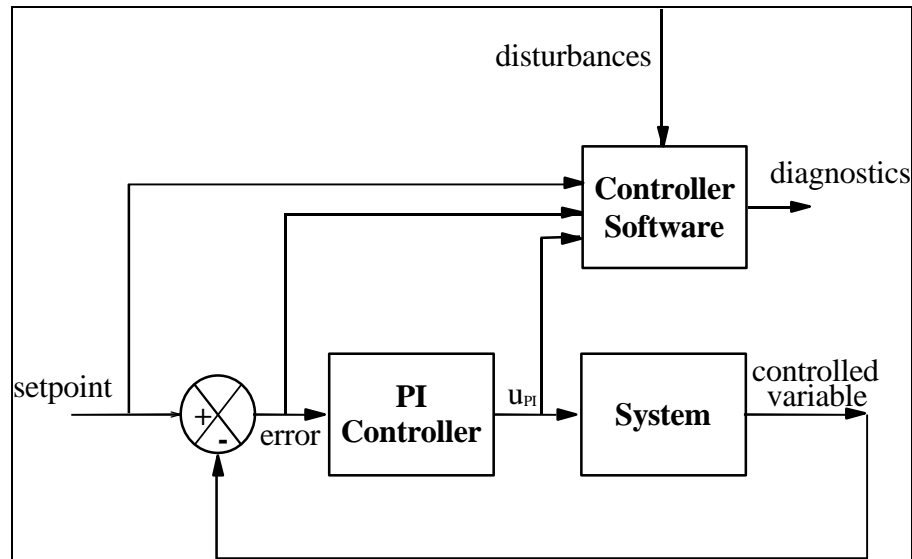 disturbances
Controller
Software
diagnostics
setpoint
+
-
error
PI
Controller
uPI
System
controlled
variable